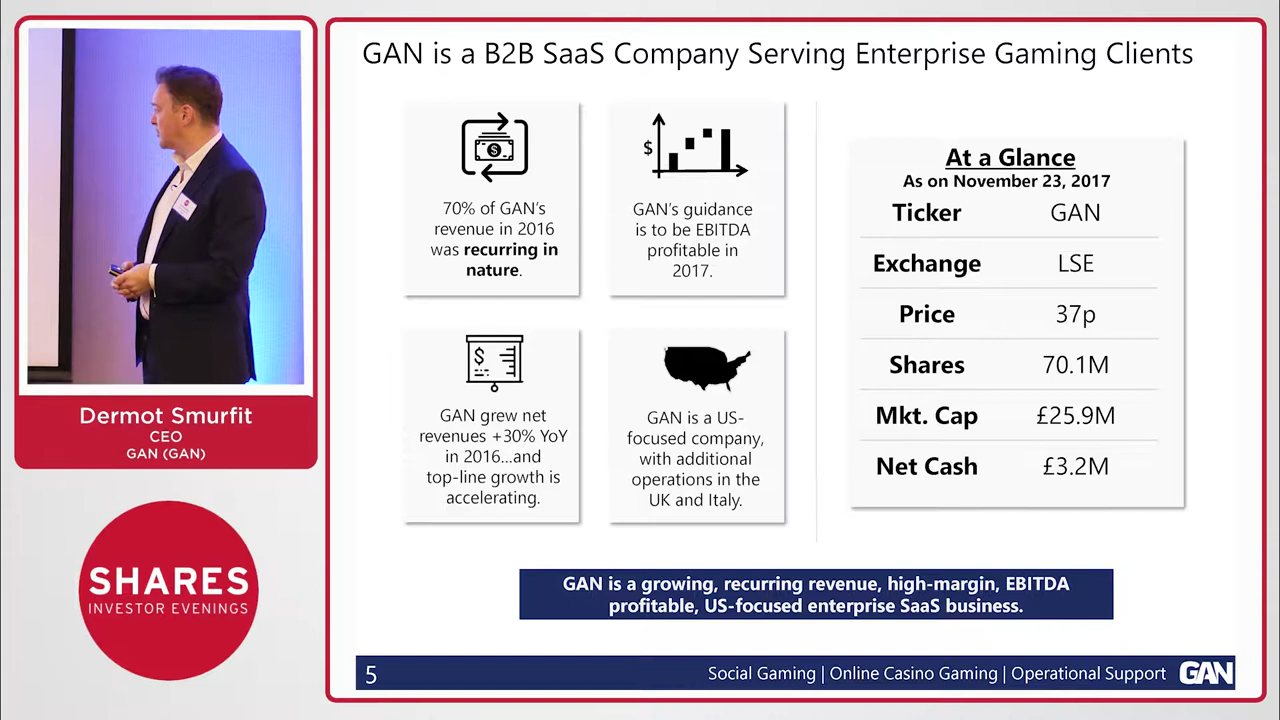 GAN is a B2B SaaS Company Serving Enterprise Gaming Clients
$
70% of GAN's
revenue in 2016
was recurring in
nature.
$
GAN's guidance
is to be EBITDA
profitable in
2017.
$
GAN grew net
revenues +30% YoY
in 2016...and
top-line growth is
accelerating.
GAN is a US-
focused company,
with additional
operations in the
UK and Italy.
At a Glance
As on November 23, 2017
Ticker GAN
Exchange LSE
Price 37p
Shares 70.1M
Mkt. Cap £25.9M
Net Cash £3.2M
GAN is a growing, recurring revenue, high-margin, EBITDA
profitable, US-focused enterprise SaaS business.
5 Social Gaming | Online Casino Gaming | Operational Support GAN
Dermot Smurfit
CEO
GAN (GAN)
SHARES
INVESTOR EVENINGS